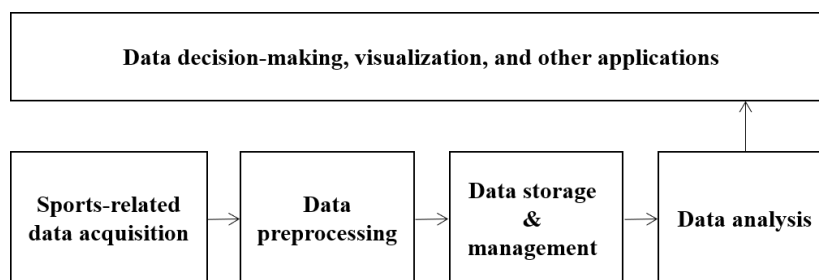 Data decision-making, visualization, and other applications
Sports-related
data acquisition
Data
preprocessing
Data storage
&
management
Data analysis